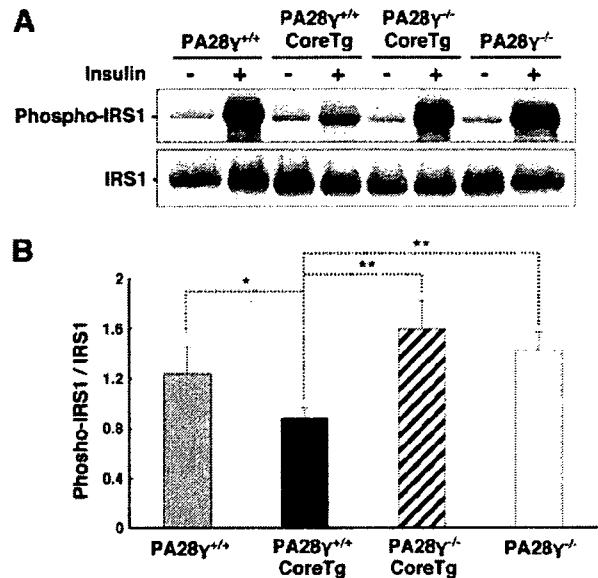 A
PA28γ+/+
PA28γ+/+ CoreTg
PA28γ-/- CoreTg
PA28γ-/-
Insulin - + - + - + - +
Phospho-IRS1
IRS1
B
Phosho-IRS1 / IRS1
2
1.6
1.2
0.8
0.4
0
*
**
**
PA28γ+/+
PA28γ+/+ CoreTg
PA28γ-/- CoreTg
PA28γ-/-